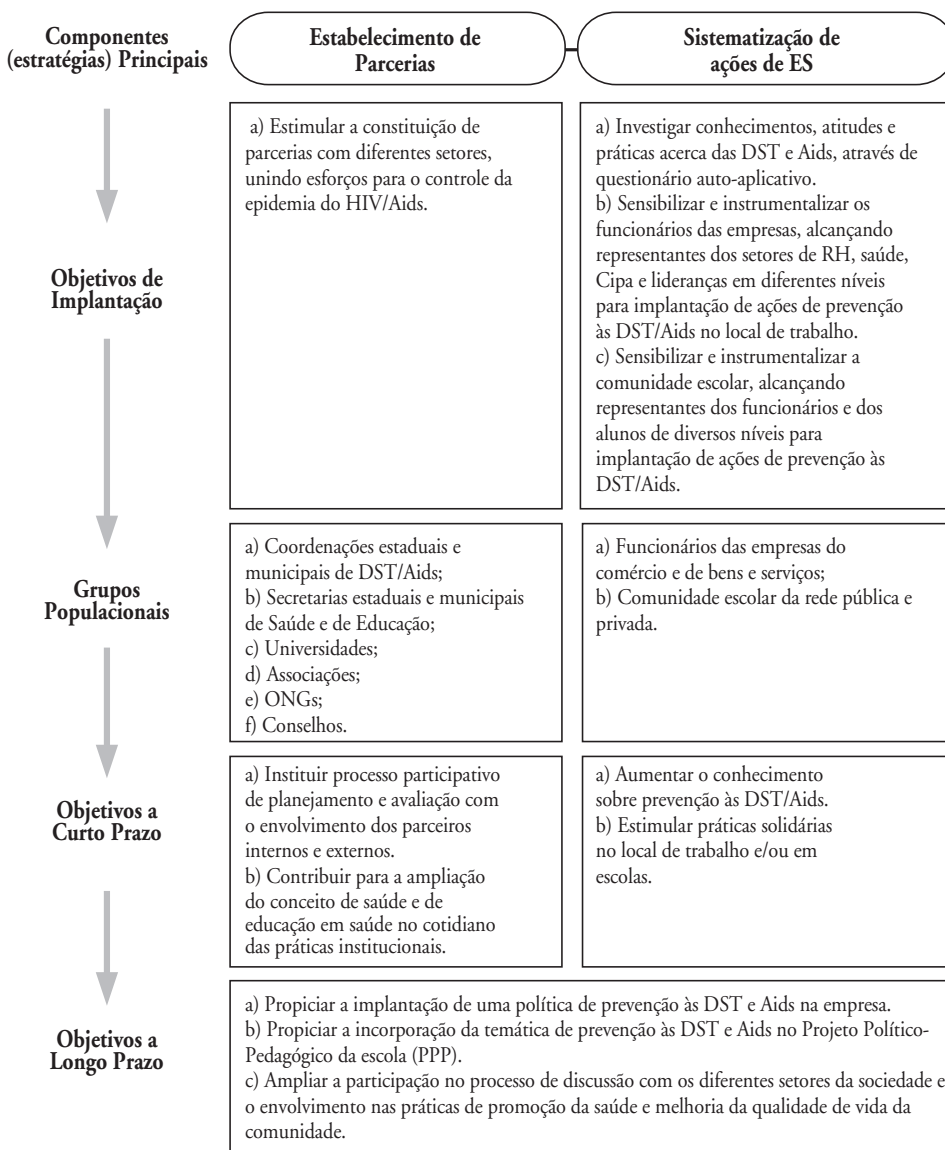 Componentes
(estratégias) Principais
Estabelecimento de
Parcerias
Sistematização de
ações de ES
Objetivos de
Implantação
a) Estimular a constituição de
parcerias com diferentes setores,
unindo esforços para o controle da
epidemia do HIV/Aids.
a) Investigar conhecimentos, atitudes e
práticas acerca das DST e Aids, através de
questionário auto-aplicativo.
b) Sensibilizar e instrumentalizar os
funcionários das empresas, alcançando
representantes dos setores de RH, saúde,
Cipa e lideranças em diferentes níveis
para implantação de ações de prevenção
às DST/Aids no local de trabalho.
c) Sensibilizar e instrumentalizar a
comunidade escolar, alcançando
representantes dos funcionários e dos
alunos de diversos níveis para
implantação de ações de prevenção às
DST/Aids.
Grupos
Populacionais
a) Coordenações estaduais e
municipais de DST/Aids;
b) Secretarias estaduais e municipais
de Saúde e de Educação;
c) Universidades;
d) Associações;
e) ONGs;
f) Conselhos.
a) Funcionários das empresas do
comércio e de bens e serviços;
b) Comunidade escolar da rede pública e
privada.
Objetivos a
Curto Prazo
a) Instituir processo participativo
de planejamento e avaliação com
o envolvimento dos parceiros
internos e externos.
b) Contribuir para a ampliação
do conceito de saúde e de
educação em saúde no cotidiano
das práticas institucionais.
a) Aumentar o conhecimento
sobre prevenção às DST/Aids.
b) Estimular práticas solidárias
no local de trabalho e/ou em
escolas.
Objetivos a
Longo Prazo
a) Propiciar a implantação de uma política de prevenção às DST e Aids na empresa.
b) Propiciar a incorporação da temática de prevenção às DST e Aids no Projeto Político-
Pedagógico da escola (PPP).
c) Ampliar a participação no processo de discussão com os diferentes setores da sociedade e
o envolvimento nas práticas de promoção da saúde e melhoria da qualidade de vida da
comunidade.